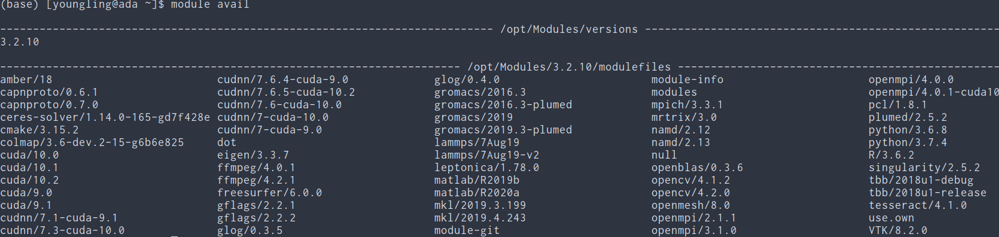 (base) [youngling@ada ~]$ module avail
--------------------------------------------------------------------------- /opt/Modules/versions ------------------------------------------------------
3.2.10
---------------------------------------------------------------------- /opt/Modules/3.2.10/modulefiles -------------------------------------------------
amber/18 cudnn/7.6.4-cuda-9.0 glog/0.4.0 module-info openmpi/4.0.0
capnproto/0.6.1 cudnn/7.6.5-cuda-10.2 gromacs/2016.3 modules openmpi/4.0.1-cuda10
capnproto/0.7.0 cudnn/7.6-cuda-10.0 gromacs/2016.3-plumed mpich/3.3.1 pcl/1.8.1
ceres-solver/1.14.0-165-gd7f428e cudnn/7-cuda-10.0 gromacs/2019 mrtrix/3.0 plumed/2.5.2
cmake/3.15.2 cudnn/7-cuda-9.0 gromacs/2019.3-plumed namd/2.12 python/3.6.8
colmap/3.6-dev.2-15-g6b6e825 dot lammps/7Aug19 namd/2.13 python/3.7.4
cuda/10.0 eigen/3.3.7 lammps/7Aug19-v2 null R/3.6.2
cuda/10.1 ffmpeg/4.0.1 leptonica/1.78.0 openblas/0.3.6 singularity/2.5.2
cuda/10.2 ffmpeg/4.2.1 matlab/R2019b opencv/4.1.2 tbb/2018u1-debug
cuda/9.0 freesurfer/6.0.0 matlab/R2020a opencv/4.2.0 tbb/2018u1-release
cuda/9.1 gflags/2.2.1 mkl/2019.3.199 openmesh/8.0 tesseract/4.1.0
cudnn/7.1-cuda-9.1 gflags/2.2.2 mkl/2019.4.243 openmpi/2.1.1 use.own
cudnn/7.3-cuda-10.0 glog/0.3.5 module-git openmpi/3.1.0 VTK/8.2.0